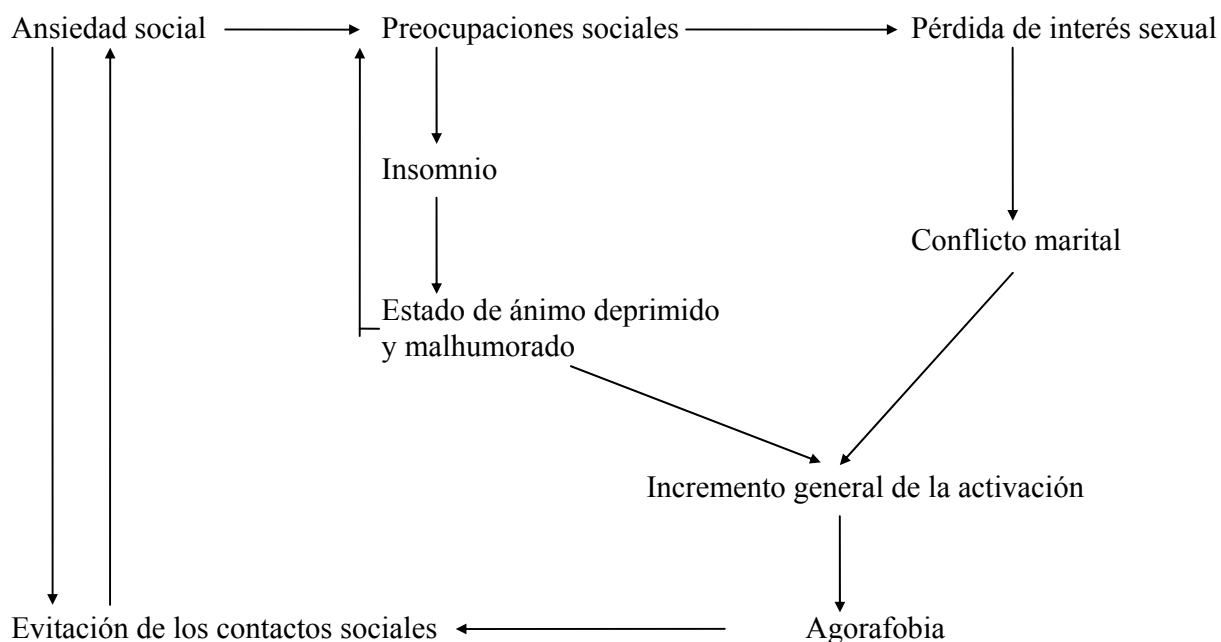 Ansiedad social
Preocupaciones sociales
Pérdida de interés sexual
Insomnio
Conflicto marital
Estado de ánimo deprimido
y malhumorado
Incremento general de la activación
Evitación de los contactos sociales
Agorafobia